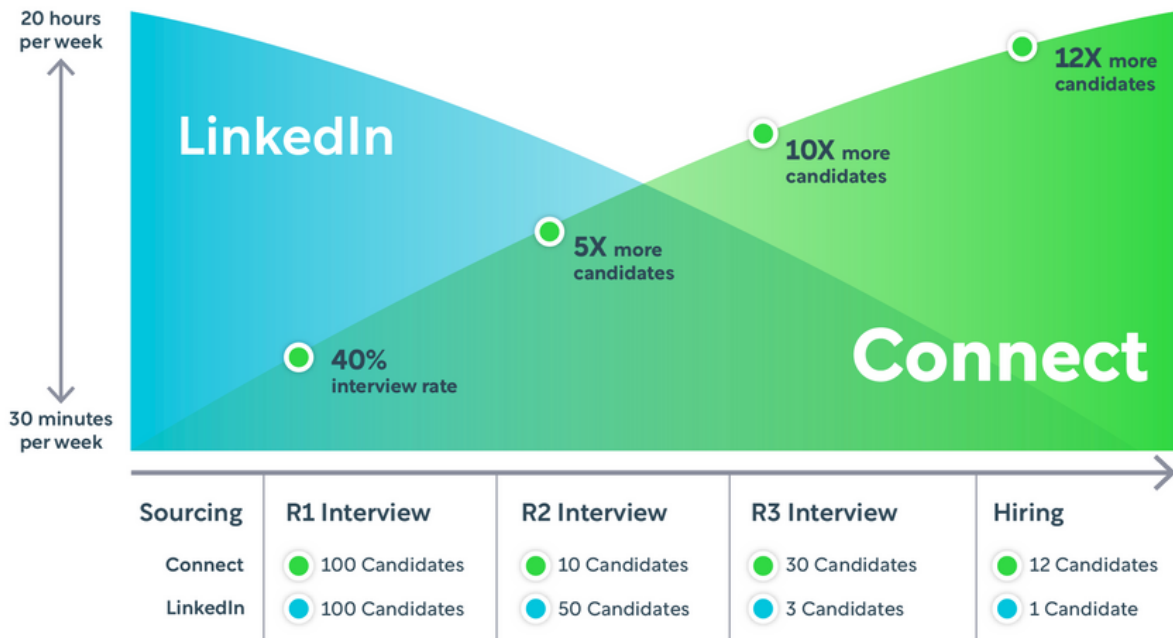 20 hours
per week
LinkedIn
12X more
candidates
10X more
candidates
5X more
candidates
40%
interview rate
Connect
30 minutes
per week
Sourcing
R1 Interview
R2 Interview
R3 Interview
Hiring
Connect
100 Candidates
10 Candidates
30 Candidates
12 Candidates
LinkedIn
100 Candidates
50 Candidates
3 Candidates
1 Candidate